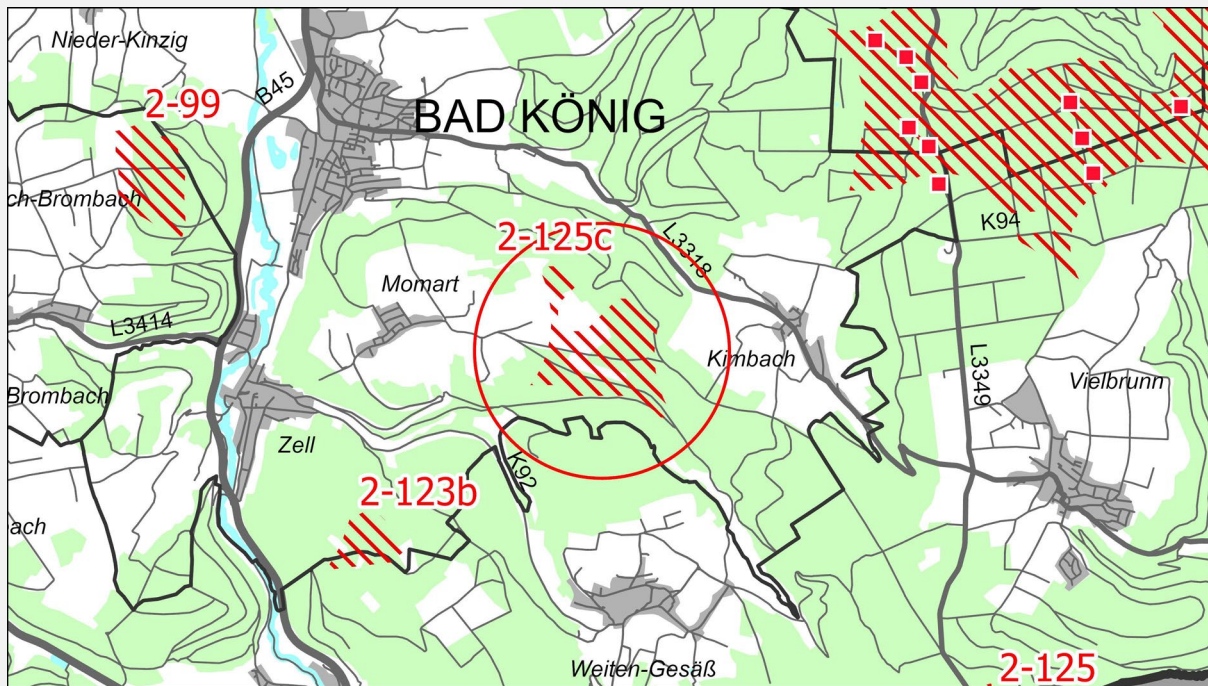 Nieder-Kinzig
2-99
B45
BAD KÖNIG
ch-Brombach
K94
2-125c
L3318
Momart
L3414
Kimbach
L3349
Vielbrunn
Brombach
Zell
K92
2-123b
ach
Weiten-Gesäß
2-125